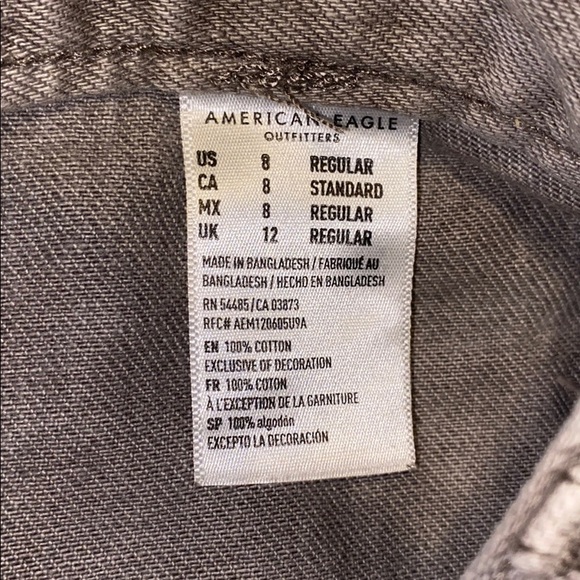 AMERICAN EAGLE
OUTFITTERS
US 8 REGULAR
CA 8 STANDARD
MX 8 REGULAR
UK 12 REGULAR
MADE IN BANGLADESH / FABRIQUÉ AU
BANGLADESH / HECHO EN BANGLADESH
RN 54485/CA 03873
RFC# AEM120605U9A
EN 100% COTTON
EXCLUSIVE OF DECORATION
FR 100% COTON
À L'EXCEPTION DE LA GARNITURE
SP 100% algodón
EXCEPTO LA DECORACIÓN